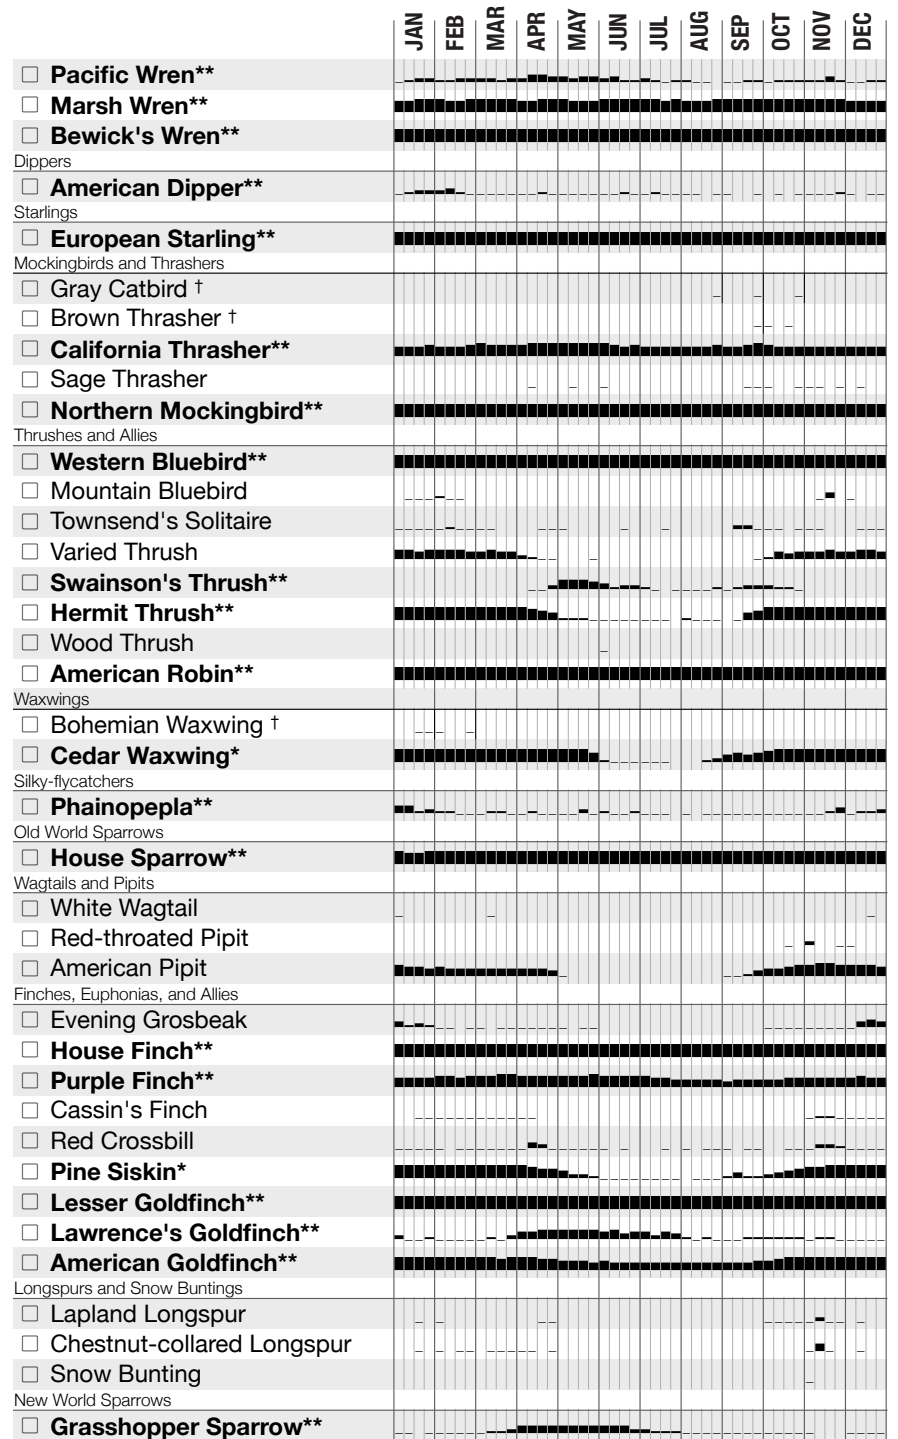 JAN FEB MAR APR MAY JUN JUL AUG SEP OCT NOV DEC
Pacific Wren**
Marsh Wren**
Bewick's Wren**
Dippers
American Dipper**
Starlings
European Starling**
Mockingbirds and Thrashers
Gray Catbird †
Brown Thrasher †
California Thrasher**
Sage Thrasher
Northern Mockingbird**
Thrushes and Allies
Western Bluebird**
Mountain Bluebird
Townsend's Solitaire
Varied Thrush
Swainson's Thrush**
Hermit Thrush**
Wood Thrush
American Robin**
Waxwings
Bohemian Waxwing †
Cedar Waxwing*
Silky-flycatchers
Phainopepla**
Old World Sparrows
House Sparrow**
Wagtails and Pipits
White Wagtail
Red-throated Pipit
American Pipit
Finches, Euphonias, and Allies
Evening Grosbeak
House Finch**
Purple Finch**
Cassin's Finch
Red Crossbill
Pine Siskin*
Lesser Goldfinch**
Lawrence's Goldfinch**
American Goldfinch**
Longspurs and Snow Buntings
Lapland Longspur
Chestnut-collared Longspur
Snow Bunting
New World Sparrows
Grasshopper Sparrow**